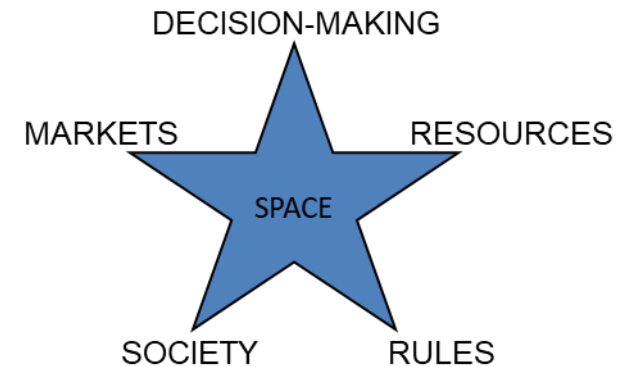 DECISION-MAKING
MARKETS
RESOURCES
SPACE
SOCIETY
RULES